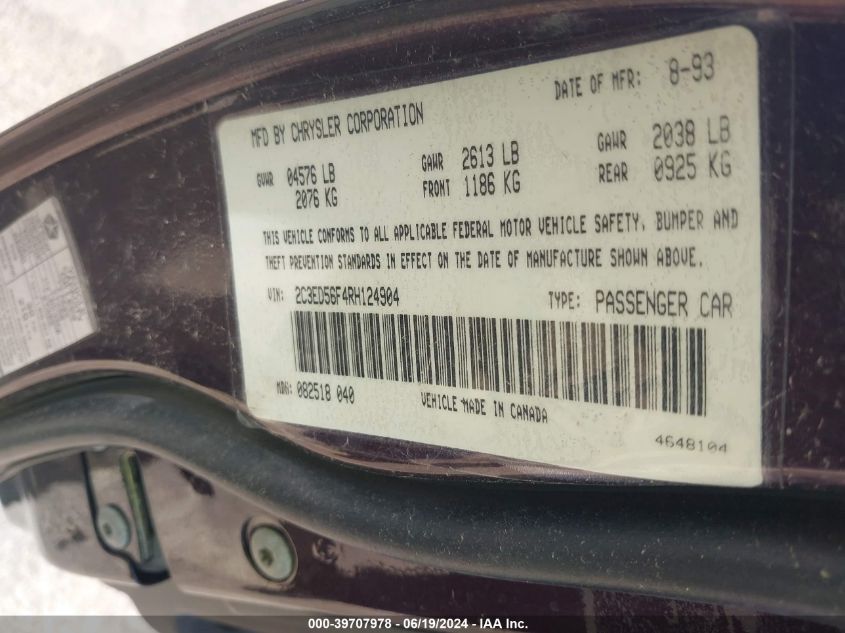 MFD BY CHRYSLER CORPORATION DATE OF MFR: 8-93
GVWR 04576 LB GAWR 2613 LB GAWR 2038 LB
2076 KG FRONT 1186 KG REAR 0925 KG
THIS VEHICLE CONFORMS TO ALL APPLICABLE FEDERAL MOTOR VEHICLE SAFETY, BUMPER AND
THEFT PREVENTION STANDARDS IN EFFECT ON THE DATE OF MANUFACTURE SHOWN ABOVE.
VIN: 2C3ED56F4RH124904 TYPE: PASSENGER CAR
MDH: 082518 040 VEHICLE MADE IN CANADA
4648104
000-39707978 - 06/19/2024 - IAA Inc.